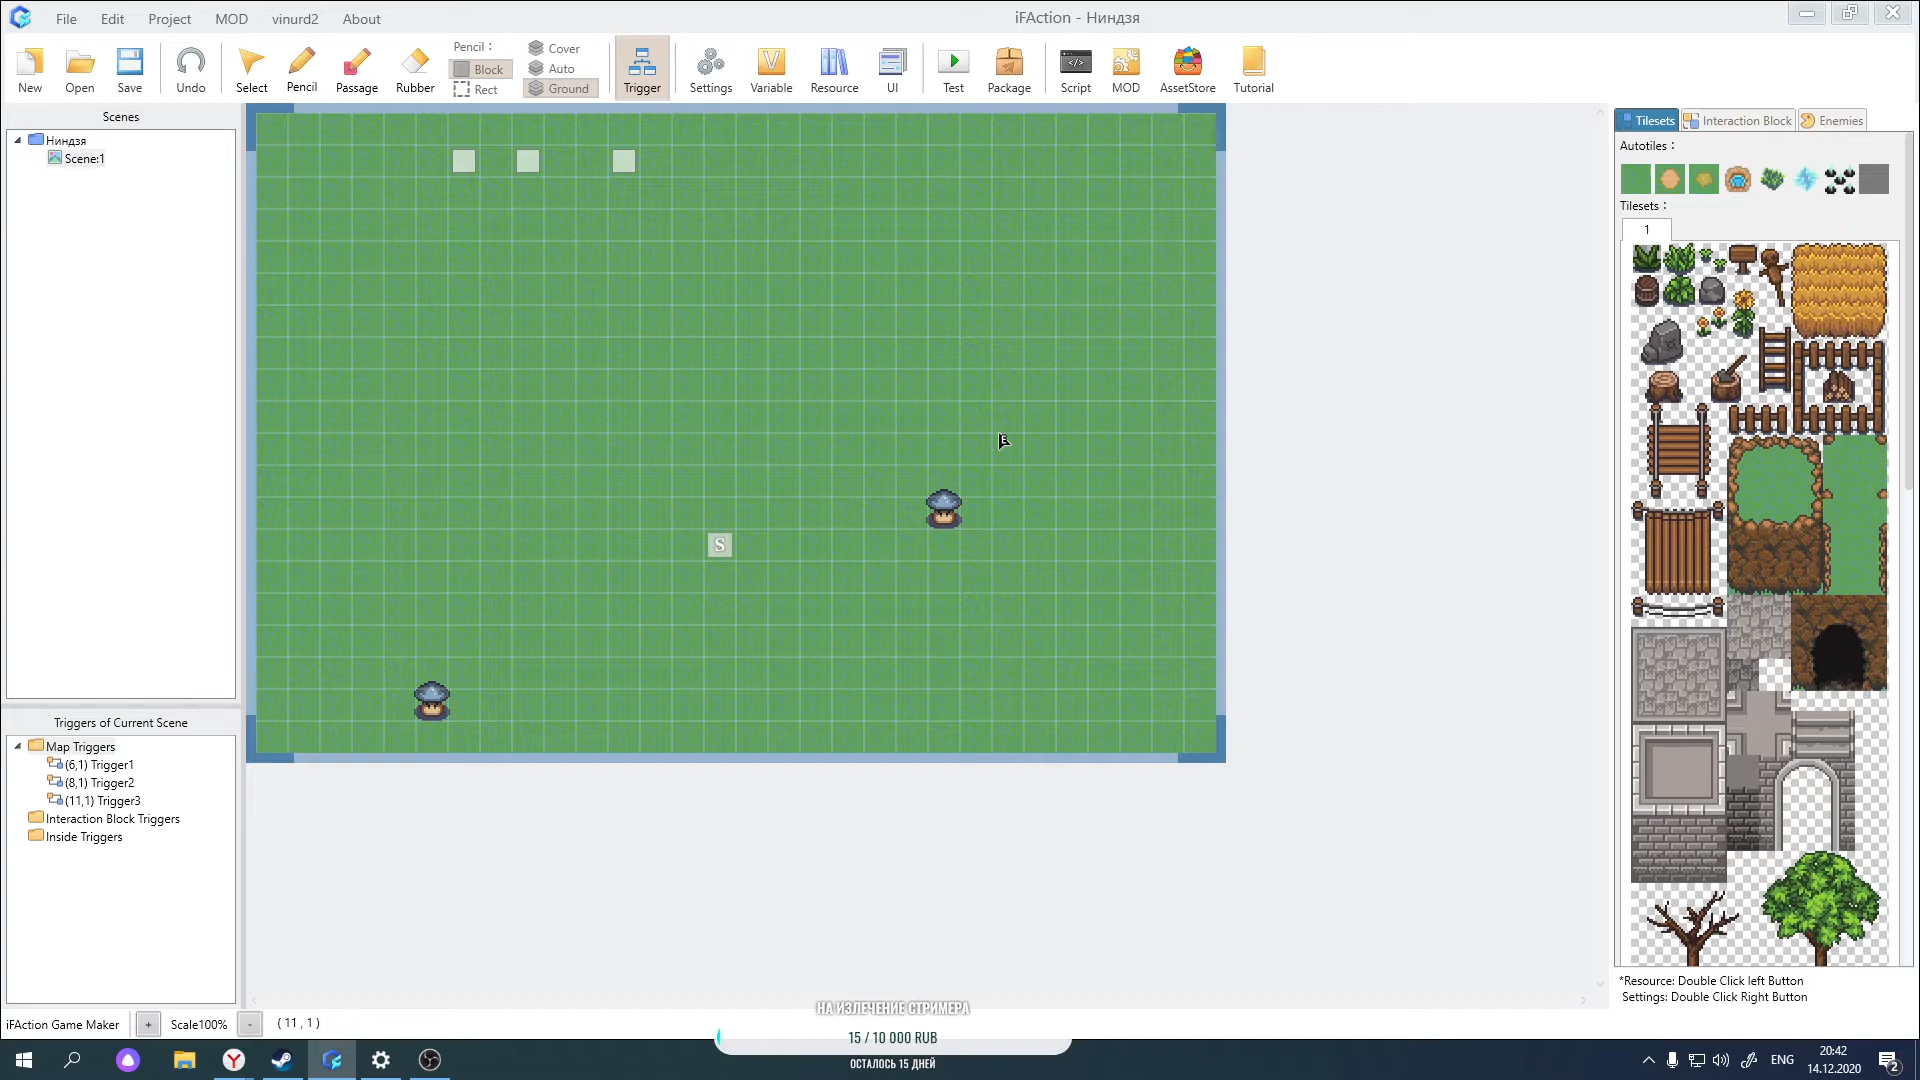 iFAction - Ниндзя
File Edit Project MOD vinurd2 About
New
Open
Save
Undo
Select
Pencil
Passage
Rubber
Pencil :
Block
Rect
Cover
Auto
Ground
Trigger
Settings
Variable
Resource
UI
Test
Package
Script
MOD
AssetStore
Tutorial
Scenes
Ниндзя
Scene:1
S
E
Triggers of Current Scene
Map Triggers
(6,1) Trigger1
(8,1) Trigger2
(11,1) Trigger3
Interaction Block Triggers
Inside Triggers
Tilesets Interaction Block Enemies
Autotiles :
Tilesets :
1
*Resource: Double Click left Button
Settings: Double Click Right Button
iFAction Game Maker + Scale100% - ( 11 , 1 )
НА ИЗЛЕЧЕНИЕ СТРИМЕРА
15 / 10 000 RUB
ОСТАЛОСЬ 15 ДНЕЙ
ENG
20:42
14.12.2020
2